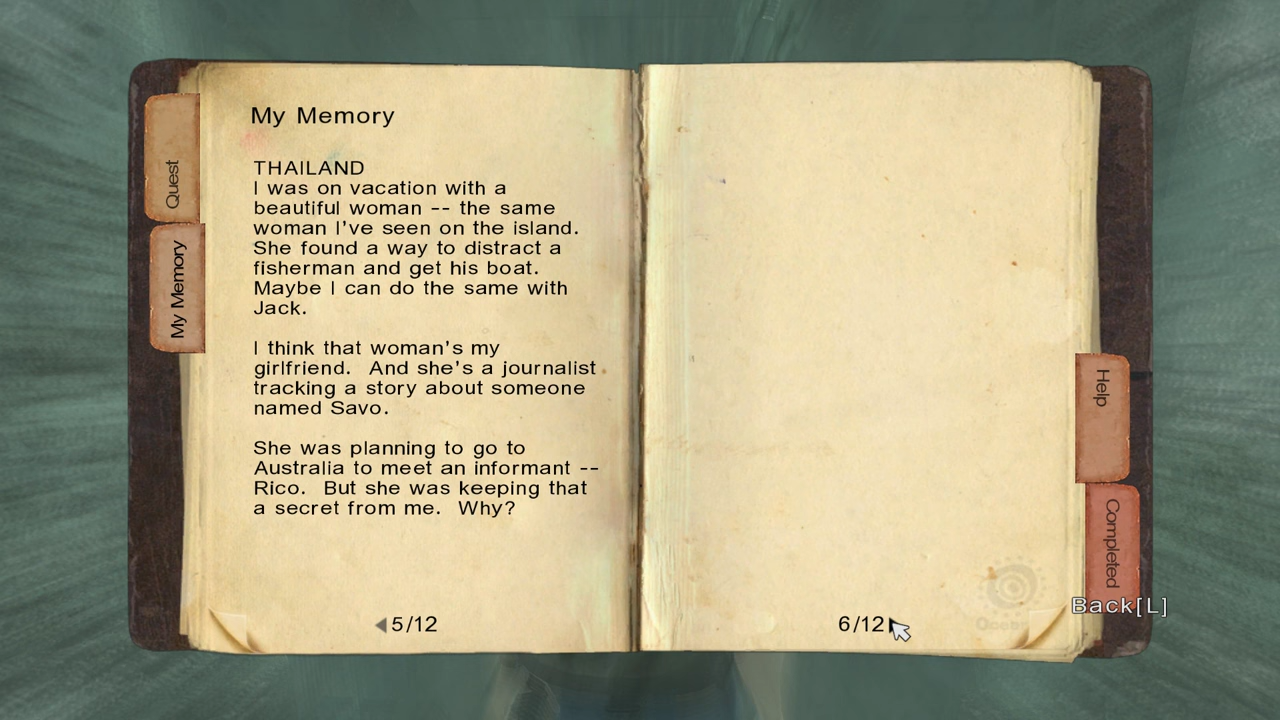 My Memory
THAILAND
I was on vacation with a
beautiful woman -- the same
woman I've seen on the island.
She found a way to distract a
fisherman and get his boat.
Maybe I can do the same with
Jack.
I think that woman's my
girlfriend.  And she's a journalist
tracking a story about someone
named Savo.
She was planning to go to
Australia to meet an informant --
Rico.  But she was keeping that
a secret from me.  Why?
5/12
6/12
Quest
My Memory
Help
Completed
Back[L]